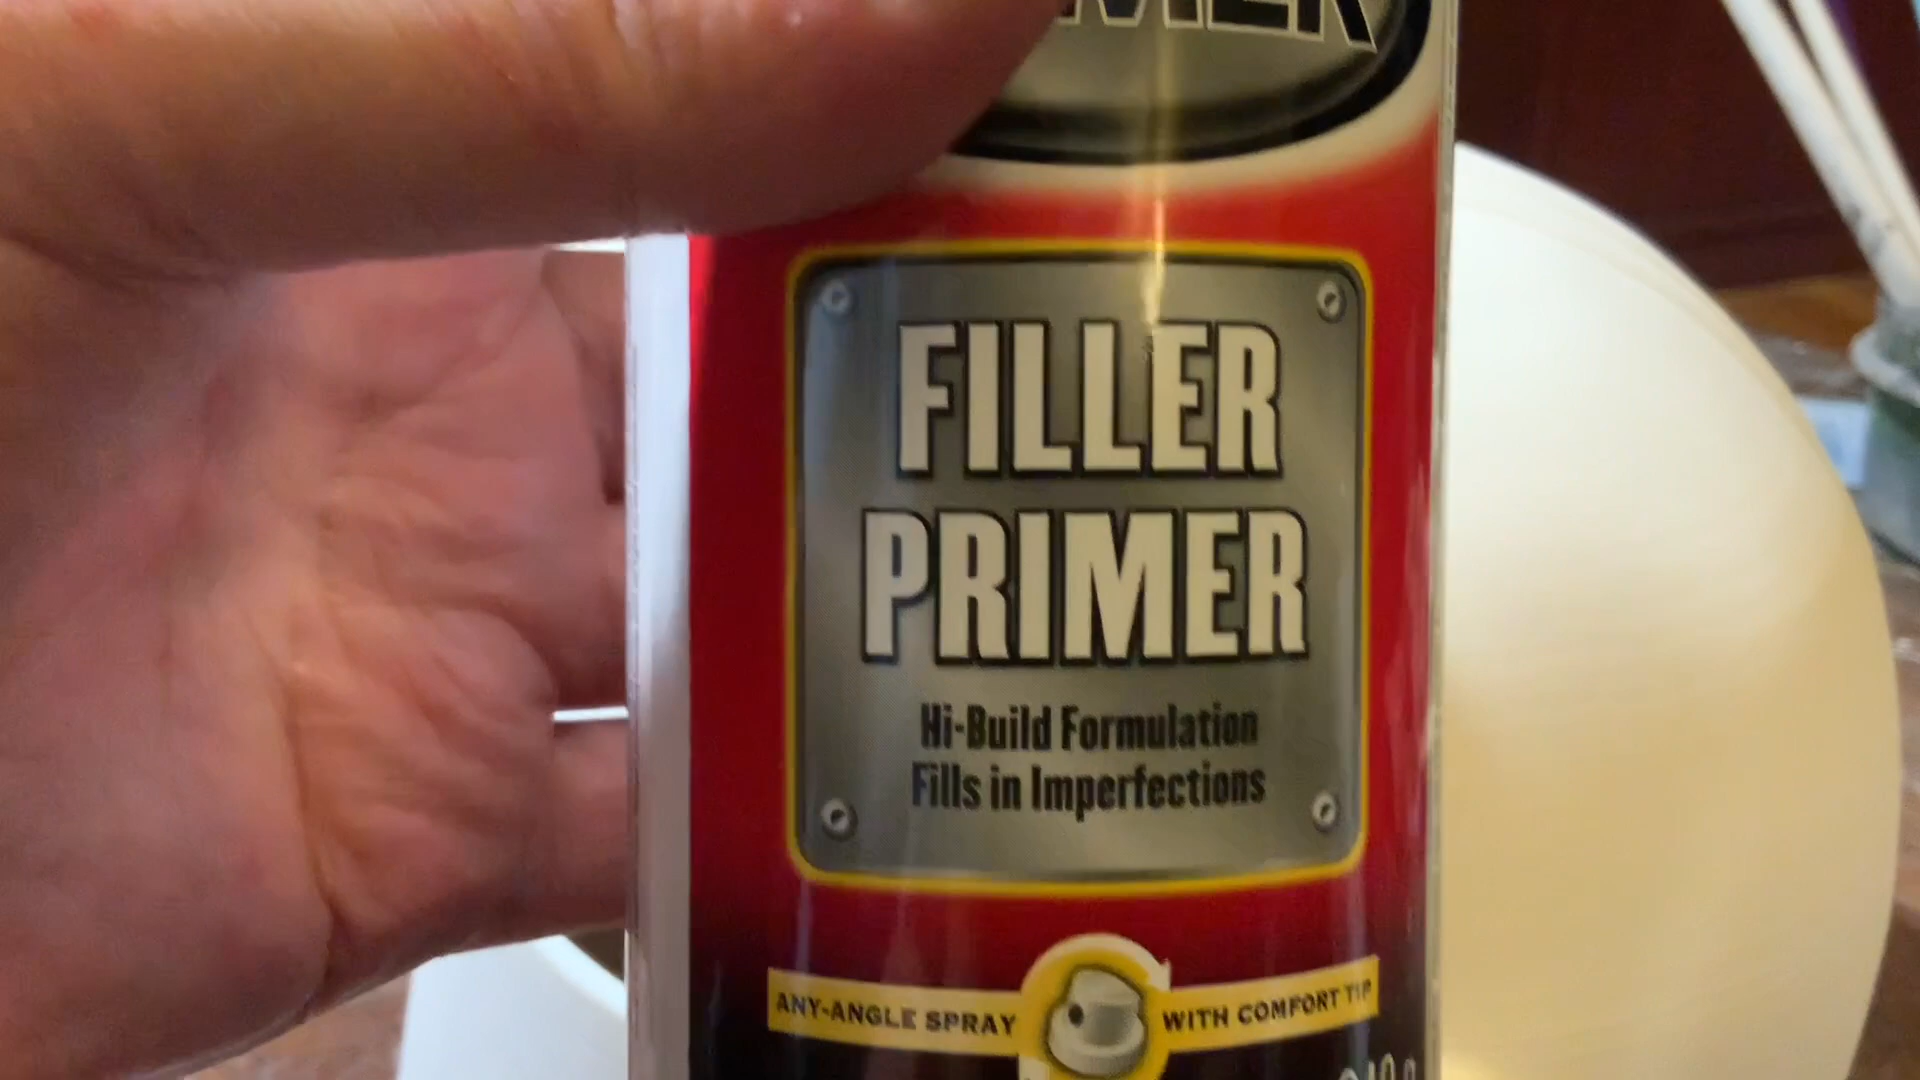 FILLER
PRIMER
Hi-Build Formulation
Fills in Imperfections
ANY-ANGLE SPRAY WITH COMFORT TIP